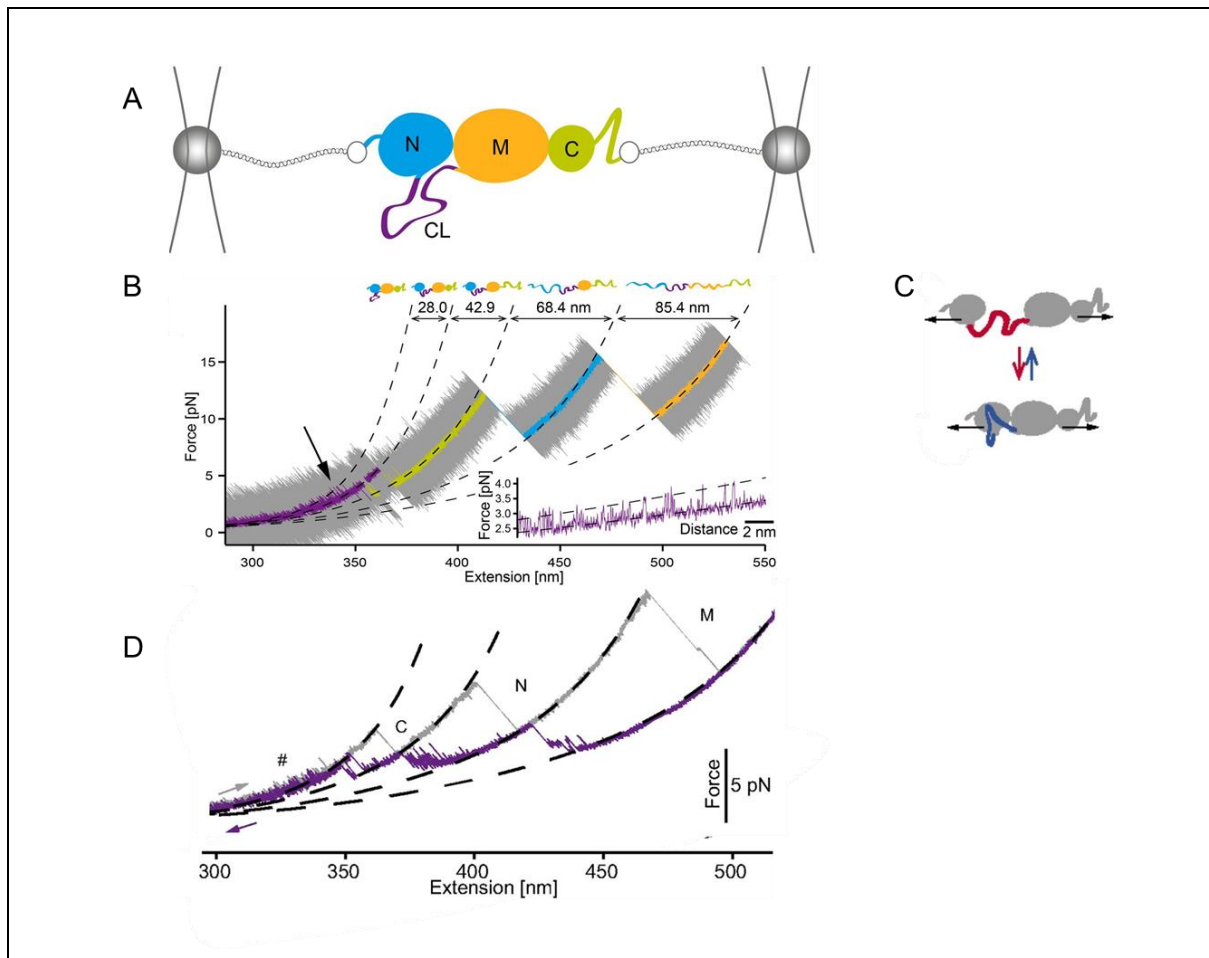 A
N
M
C
CL
B
28.0 42.9 68.4 nm 85.4 nm
C
15
10
5
0
Force [pN]
4.0
3.5
3.0
2.5
Force [pN]
Distance
2 nm
300 350 400 450 500 550
Extension [nm]
D
M
N
C
#
Force
5 pN
300 350 400 450 500
Extension [nm]